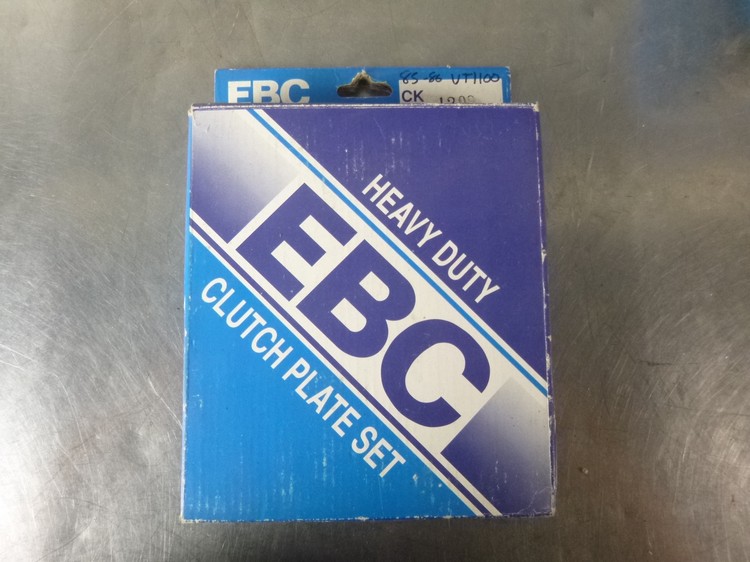 EBC
85-86 VT1100
CK
HEAVY DUTY
EBC
CLUTCH PLATE SET